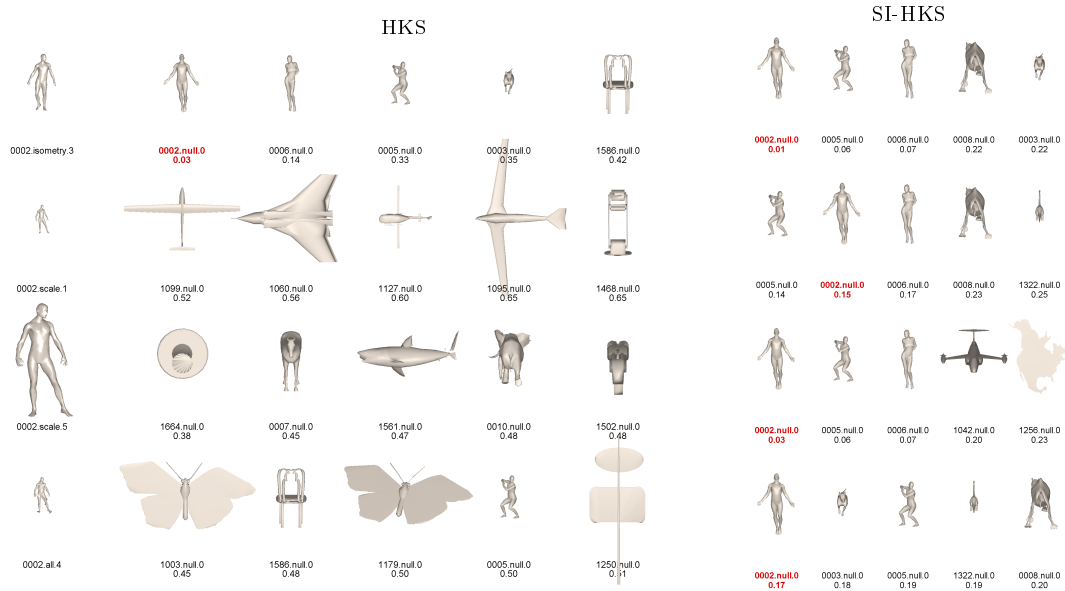 HKS
SI-HKS
0002.isometry.3
0002.null.0
0.03
0006.null.0
0.14
0005.null.0
0.33
0003.null.0
0.35
1586.null.0
0.42
0002.null.0
0.01
0005.null.0
0.06
0006.null.0
0.07
0008.null.0
0.22
0003.null.0
0.22
0002.scale.1
1099.null.0
0.52
1060.null.0
0.56
1127.null.0
0.60
1095.null.0
0.65
1468.null.0
0.65
0005.null.0
0.14
0002.null.0
0.15
0006.null.0
0.17
0008.null.0
0.23
1322.null.0
0.25
0002.scale.5
1664.null.0
0.38
0007.null.0
0.45
1561.null.0
0.47
0010.null.0
0.48
1502.null.0
0.48
0002.null.0
0.03
0005.null.0
0.06
0006.null.0
0.07
1042.null.0
0.20
1256.null.0
0.23
0002.all.4
1003.null.0
0.45
1586.null.0
0.48
1179.null.0
0.50
0005.null.0
0.50
1250.null.0
0.51
0002.null.0
0.17
0003.null.0
0.18
0005.null.0
0.19
1322.null.0
0.19
0008.null.0
0.20